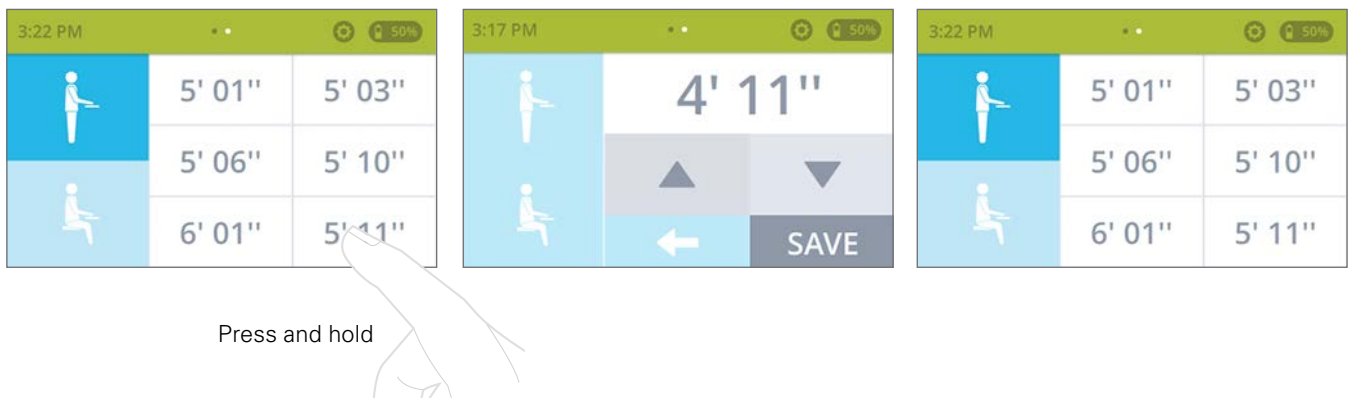 3:22 PM 50%
5' 01'' 5' 03''
5' 06'' 5' 10''
6' 01'' 5' 11''
3:17 PM 50%
4' 11''
SAVE
3:22 PM 50%
5' 01'' 5' 03''
5' 06'' 5' 10''
6' 01'' 5' 11''
Press and hold